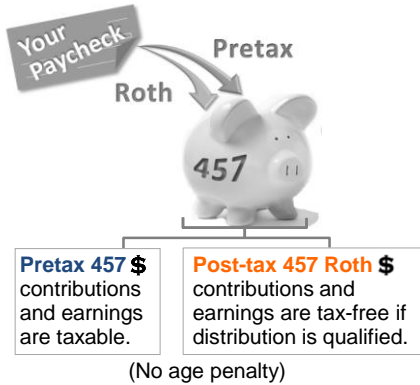 Your
Paycheck
Pretax
Roth
457
Pretax 457 $
contributions
and earnings
are taxable.
Post-tax 457 Roth $
contributions and
earnings are tax-free if
distribution is qualified.
(No age penalty)